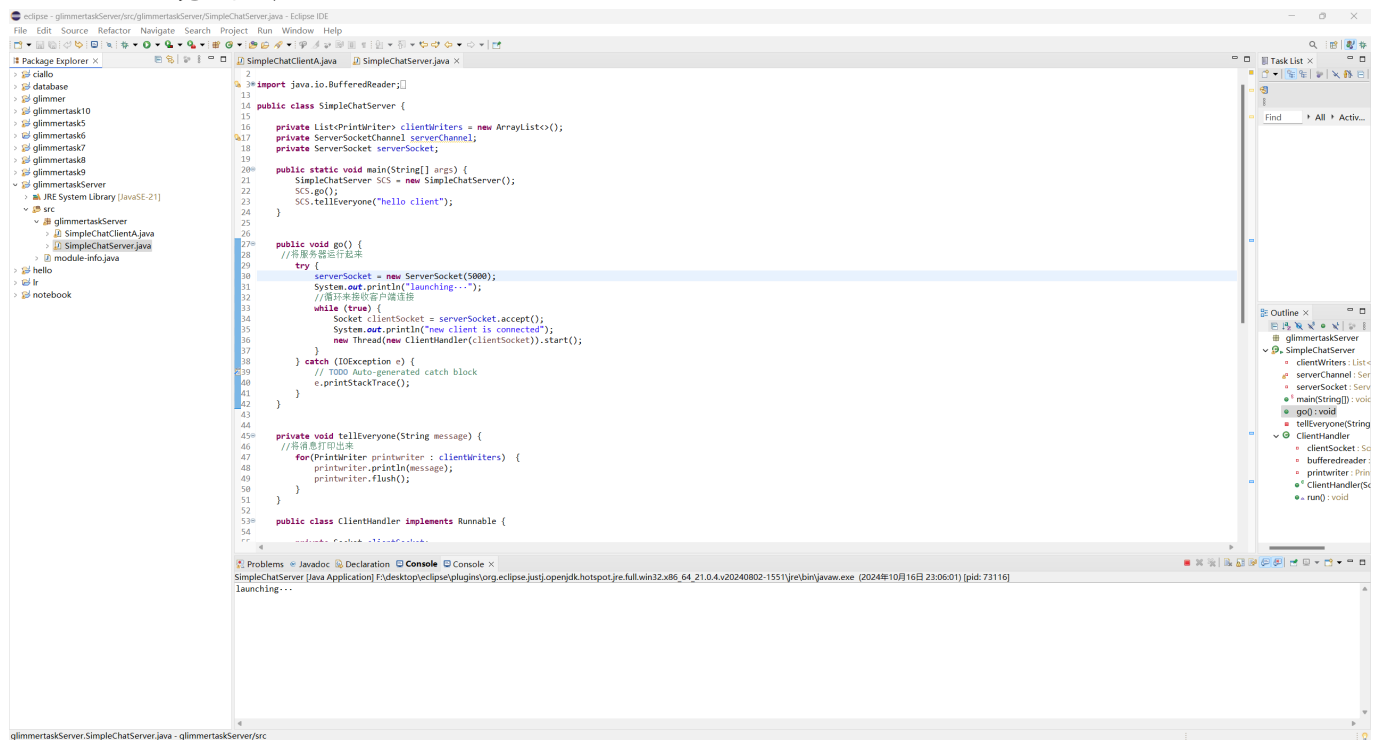 eclipse - glimmertaskServer/src/glimmertaskServer/SimpleChatServer.java - Eclipse IDE
File Edit Source Refactor Navigate Search Project Run Window Help
Package Explorer ×
ciallo
database
glimmer
glimmertask10
glimmertask5
glimmertask6
glimmertask7
glimmertask8
glimmertask9
glimmertaskServer
JRE System Library [JavaSE-21]
src
glimmertaskServer
SimpleChatClientA.java
SimpleChatServer.java
module-info.java
hello
lr
notebook
SimpleChatClientA.java SimpleChatServer.java ×
2
3 import java.io.BufferedReader;
13
14 public class SimpleChatServer {
15
16 private List<PrintWriter> clientWriters = new ArrayList<>();
17 private ServerSocketChannel serverChannel;
18 private ServerSocket serverSocket;
19
20 public static void main(String[] args) {
21 SimpleChatServer SCS = new SimpleChatServer();
22 SCS.go();
23 SCS.tellEveryone("hello client");
24 }
25
26
27 public void go() {
28 //将服务器运行起来
29 try {
30 serverSocket = new ServerSocket(5000);
31 System.out.println("launching···");
32 //循环来接收客户端连接
33 while (true) {
34 Socket clientSocket = serverSocket.accept();
35 System.out.println("new client is connected");
36 new Thread(new ClientHandler(clientSocket)).start();
37 }
38 } catch (IOException e) {
39 // TODO Auto-generated catch block
40 e.printStackTrace();
41 }
42 }
43
44
45 private void tellEveryone(String message) {
46 //将消息打印出来
47 for(PrintWriter printwriter : clientWriters) {
48 printwriter.println(message);
49 printwriter.flush();
50 }
51 }
52
53 public class ClientHandler implements Runnable {
54
Task List ×
Find All Activ...
Outline ×
glimmertaskServer
SimpleChatServer
clientWriters : List<
serverChannel : Ser
serverSocket : Serv
main(String[]) : void
go() : void
tellEveryone(String
ClientHandler
clientSocket : So
bufferedreader :
printwriter : Prin
ClientHandler(So
run() : void
Problems Javadoc Declaration Console Console ×
SimpleChatServer [Java Application] F:\desktop\eclipse\plugins\org.eclipse.justj.openjdk.hotspot.jre.full.win32.x86_64_21.0.4.v20240802-1551\jre\bin\javaw.exe (2024年10月16日 23:06:01) [pid: 73116]
launching···
glimmertaskServer.SimpleChatServer.java - glimmertaskServer/src